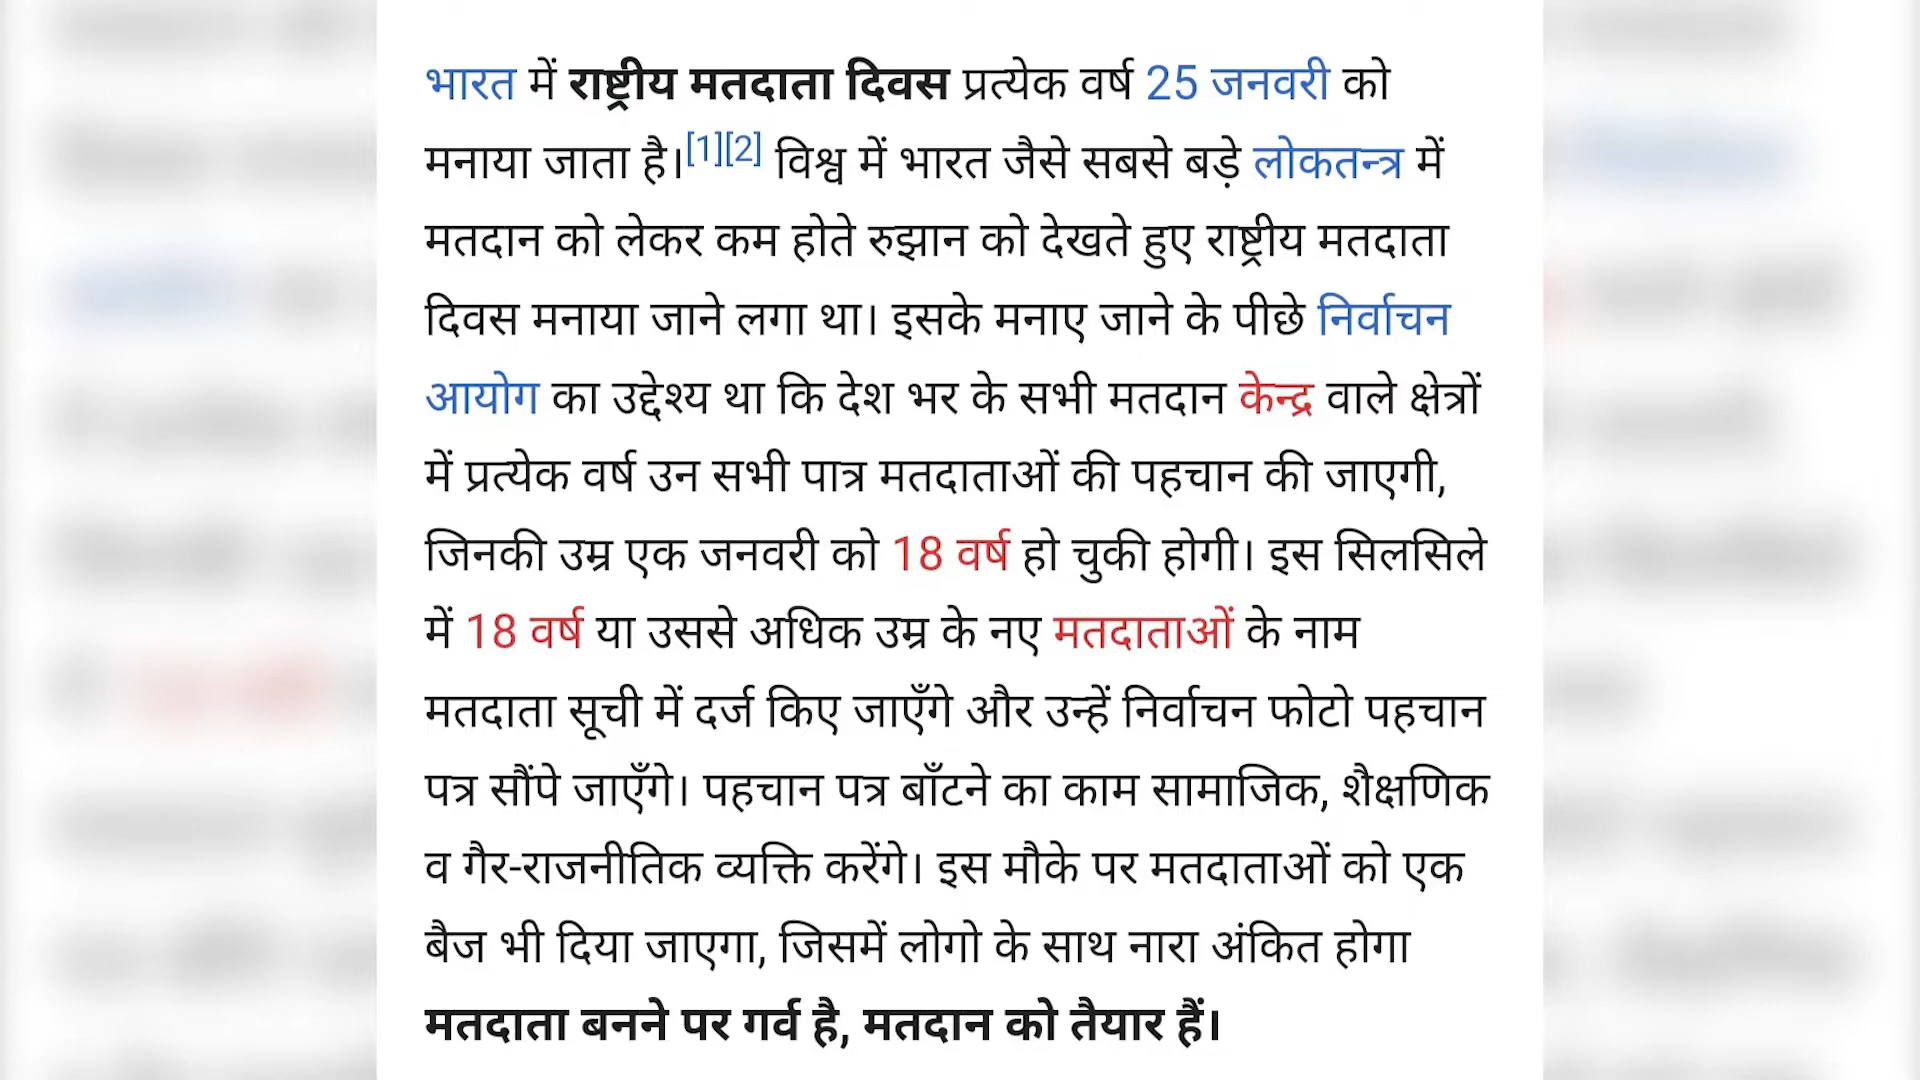 भारत में राष्ट्रीय मतदाता दिवस प्रत्येक वर्ष 25 जनवरी को
मनाया जाता है।[1][2] विश्व में भारत जैसे सबसे बड़े लोकतन्त्र में
मतदान को लेकर कम होते रुझान को देखते हुए राष्ट्रीय मतदाता
दिवस मनाया जाने लगा था। इसके मनाए जाने के पीछे निर्वाचन
आयोग का उद्देश्य था कि देश भर के सभी मतदान केन्द्र वाले क्षेत्रों
में प्रत्येक वर्ष उन सभी पात्र मतदाताओं की पहचान की जाएगी,
जिनकी उम्र एक जनवरी को 18 वर्ष हो चुकी होगी। इस सिलसिले
में 18 वर्ष या उससे अधिक उम्र के नए मतदाताओं के नाम
मतदाता सूची में दर्ज किए जाएँगे और उन्हें निर्वाचन फोटो पहचान
पत्र सौंपे जाएँगे। पहचान पत्र बाँटने का काम सामाजिक, शैक्षणिक
व गैर-राजनीतिक व्यक्ति करेंगे। इस मौके पर मतदाताओं को एक
बैज भी दिया जाएगा, जिसमें लोगो के साथ नारा अंकित होगा
मतदाता बनने पर गर्व है, मतदान को तैयार हैं।